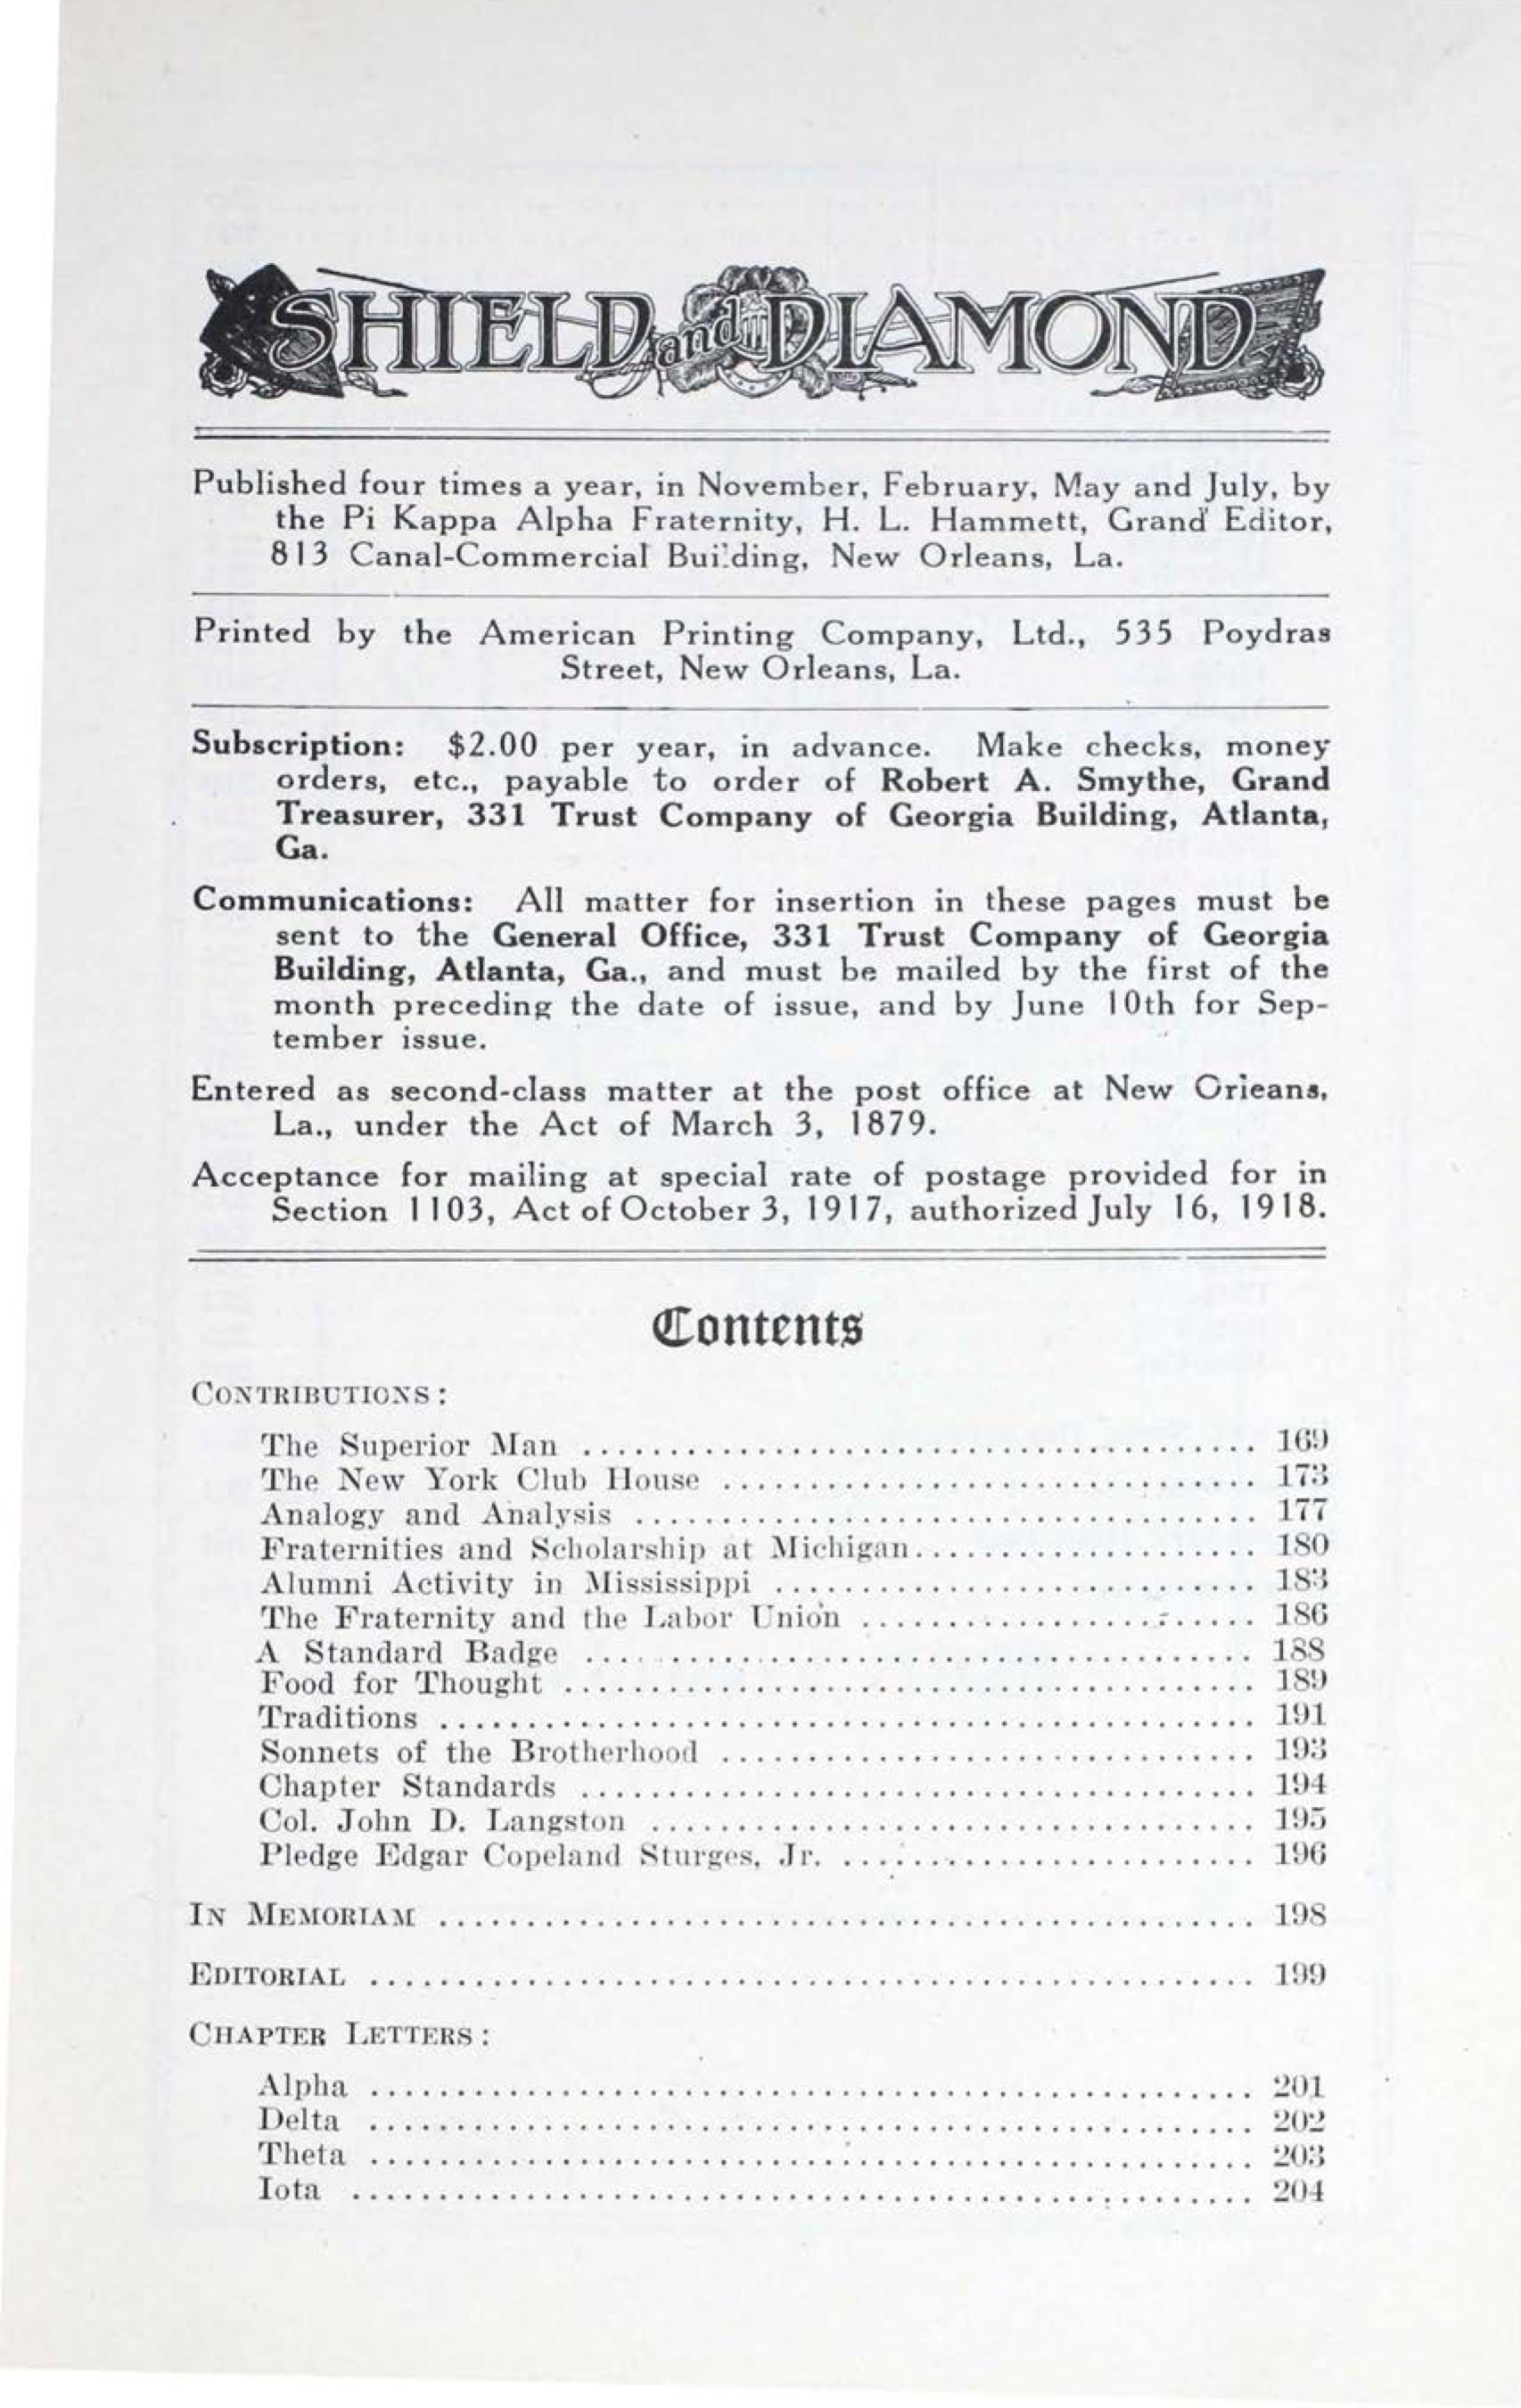 SHIELD and DIAMOND
Published four times a year, in November, February, May and July, by
the Pi Kappa Alpha Fraternity, H. L. Hammett, Grand Editor,
813 Canal-Commercial Building, New Orleans, La.
Printed by the American Printing Company, Ltd., 535 Poydras
Street, New Orleans, La.
Subscription: $2.00 per year, in advance. Make checks, money
orders, etc., payable to order of Robert A. Smythe, Grand
Treasurer, 331 Trust Company of Georgia Building, Atlanta,
Ga.
Communications: All matter for insertion in these pages must be
sent to the General Office, 331 Trust Company of Georgia
Building, Atlanta, Ga., and must be mailed by the first of the
month preceding the date of issue, and by June 10th for Sep-
tember issue.
Entered as second-class matter at the post office at New Orleans,
La., under the Act of March 3, 1879.
Acceptance for mailing at special rate of postage provided for in
Section 1103, Act of October 3, 1917, authorized July 16, 1918.
Contents
CONTRIBUTIONS:
The Superior Man ........ 169
The New York Club House ........ 173
Analogy and Analysis ........ 177
Fraternities and Scholarship at Michigan ........ 180
Alumni Activity in Mississippi ........ 183
The Fraternity and the Labor Union ........ 186
A Standard Badge ........ 188
Food for Thought ........ 189
Traditions ........ 191
Sonnets of the Brotherhood ........ 193
Chapter Standards ........ 194
Col. John D. Langston ........ 195
Pledge Edgar Copeland Sturges, Jr. ........ 196
IN MEMORIAM ........ 198
EDITORIAL ........ 199
CHAPTER LETTERS:
Alpha ........ 201
Delta ........ 202
Theta ........ 203
Iota ........ 204